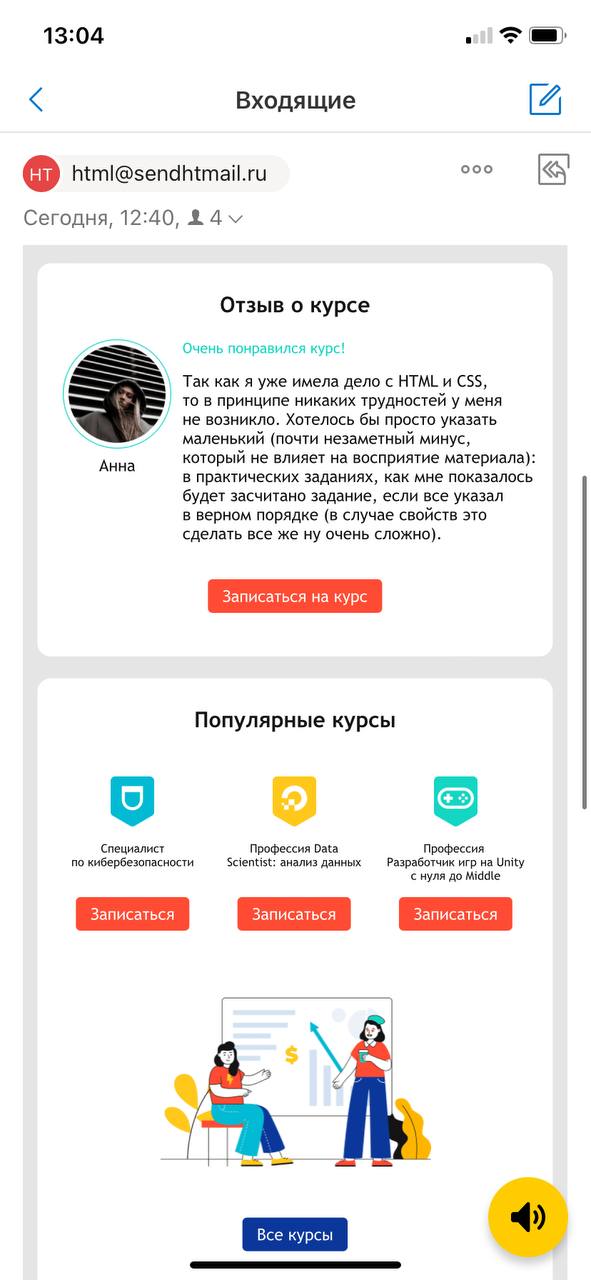 13:04
Входящие
HT
html@sendhtmail.ru
Сегодня, 12:40, 4
Отзыв о курсе
Очень понравился курс!
Так как я уже имела дело с HTML и CSS,
то в принципе никаких трудностей у меня
не возникло. Хотелось бы просто указать
маленький (почти незаметный минус,
который не влияет на восприятие материала):
в практических заданиях, как мне показалось
будет засчитано задание, если все указал
в верном порядке (в случае свойств это
сделать все же ну очень сложно).
Анна
Записаться на курс
Популярные курсы
Специалист
по кибербезопасности
Записаться
Профессия Data
Scientist: анализ данных
Записаться
Профессия
Разработчик игр на Unity
с нуля до Middle
Записаться
$
Все курсы